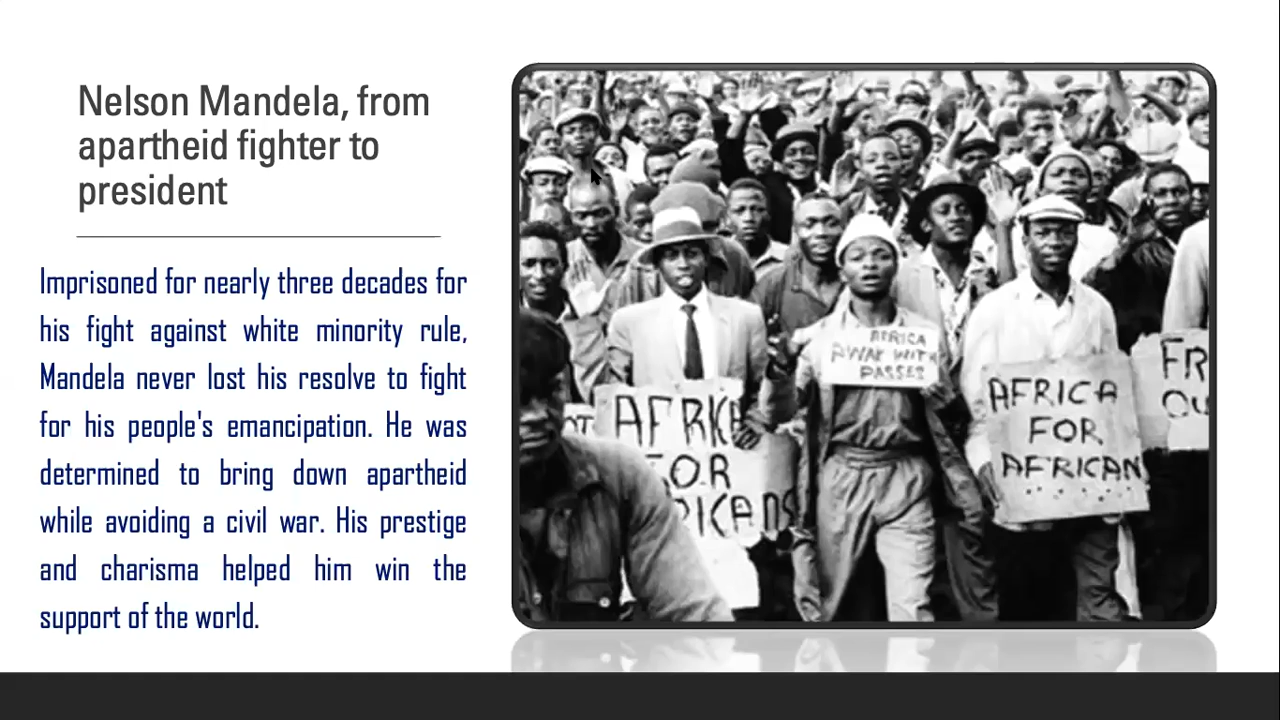 Nelson Mandela, from
apartheid fighter to
president
Imprisoned for nearly three decades for
his fight against white minority rule,
Mandela never lost his resolve to fight
for his people's emancipation. He was
determined to bring down apartheid
while avoiding a civil war. His prestige
and charisma helped him win the
support of the world.
AFRICA
AWAY WITH
PASSES
AFRICA
FOR
AFRICAN
FOR